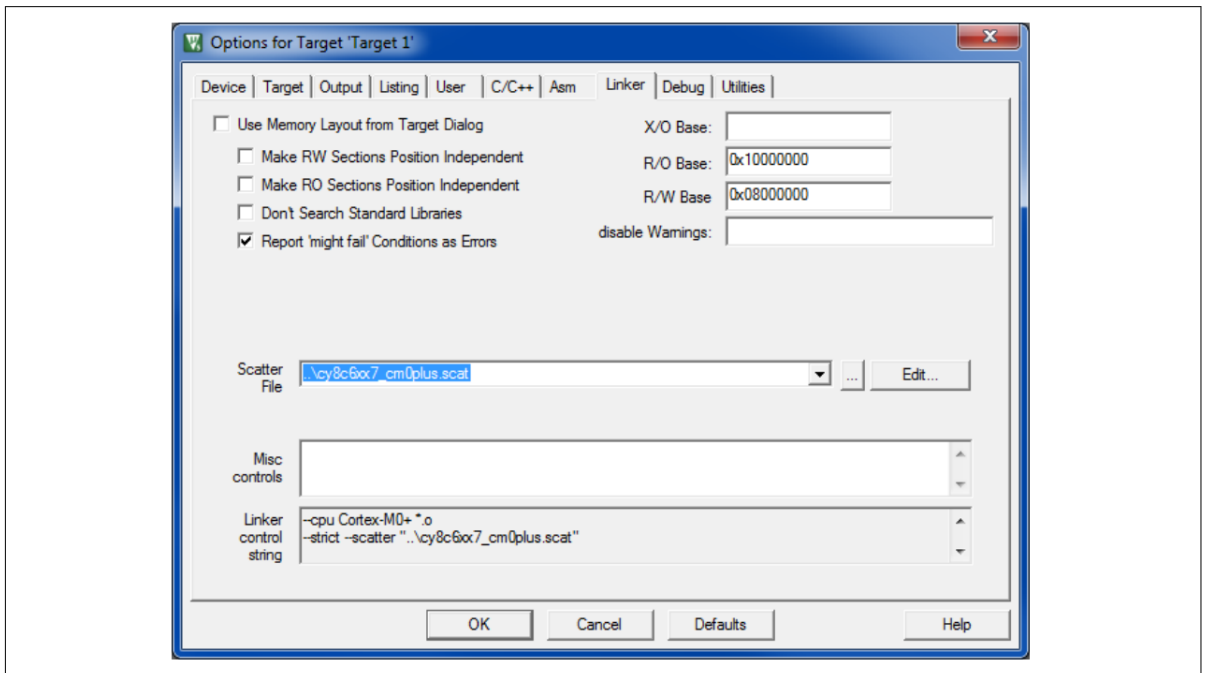 Options for Target 'Target 1'
Device Target Output Listing User C/C++ Asm Linker Debug Utilities
Use Memory Layout from Target Dialog
Make RW Sections Position Independent
Make RO Sections Position Independent
Don't Search Standard Libraries
Report 'might fail' Conditions as Errors
X/O Base:
R/O Base: 0x10000000
R/W Base 0x08000000
disable Warnings:
Scatter
File
..\cy8c6xx7_cm0plus.scat
...
Edit...
Misc
controls
Linker
control
string
--cpu Cortex-M0+ *.o
--strict --scatter "..\cy8c6xx7_cm0plus.scat"
OK Cancel Defaults Help